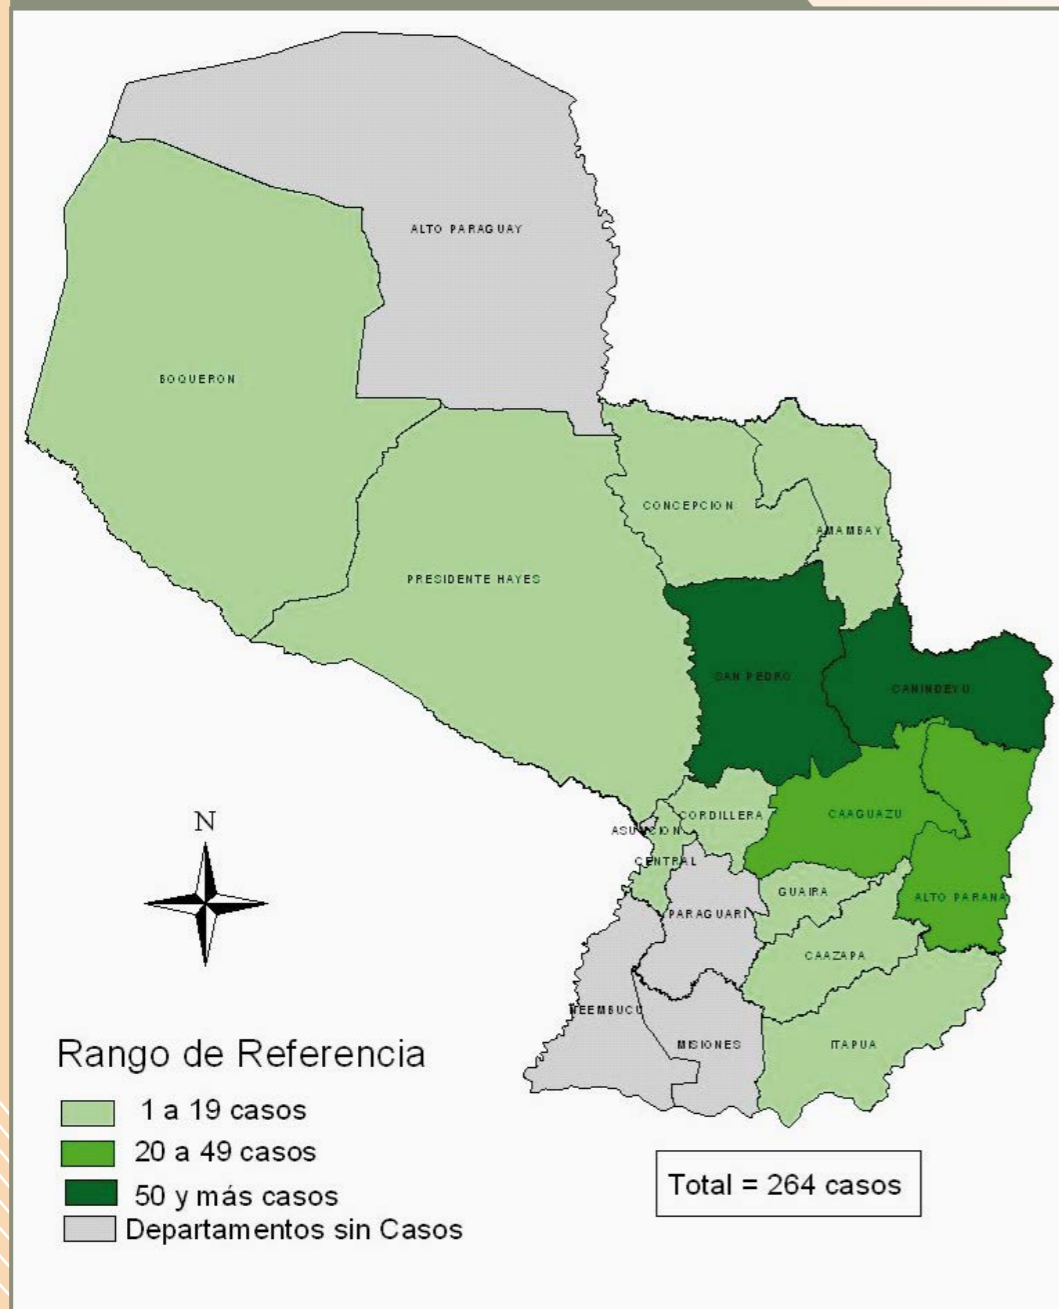 ALTO PARAGUAY
BOQUERON
CONCEPCION
AMAMBAY
PRESIDENTE HAYES
SAN PEDRO
CANINDEYU
CORDILLERA
CAAGUAZU
ASUNCION
CENTRAL
GUAIRA
ALTO PARANA
PARAGUARI
CAAZAPA
ÑEEMBUCU
MISIONES
ITAPUA
N
Rango de Referencia
1 a 19 casos
20 a 49 casos
50 y más casos
Departamentos sin Casos
Total = 264 casos